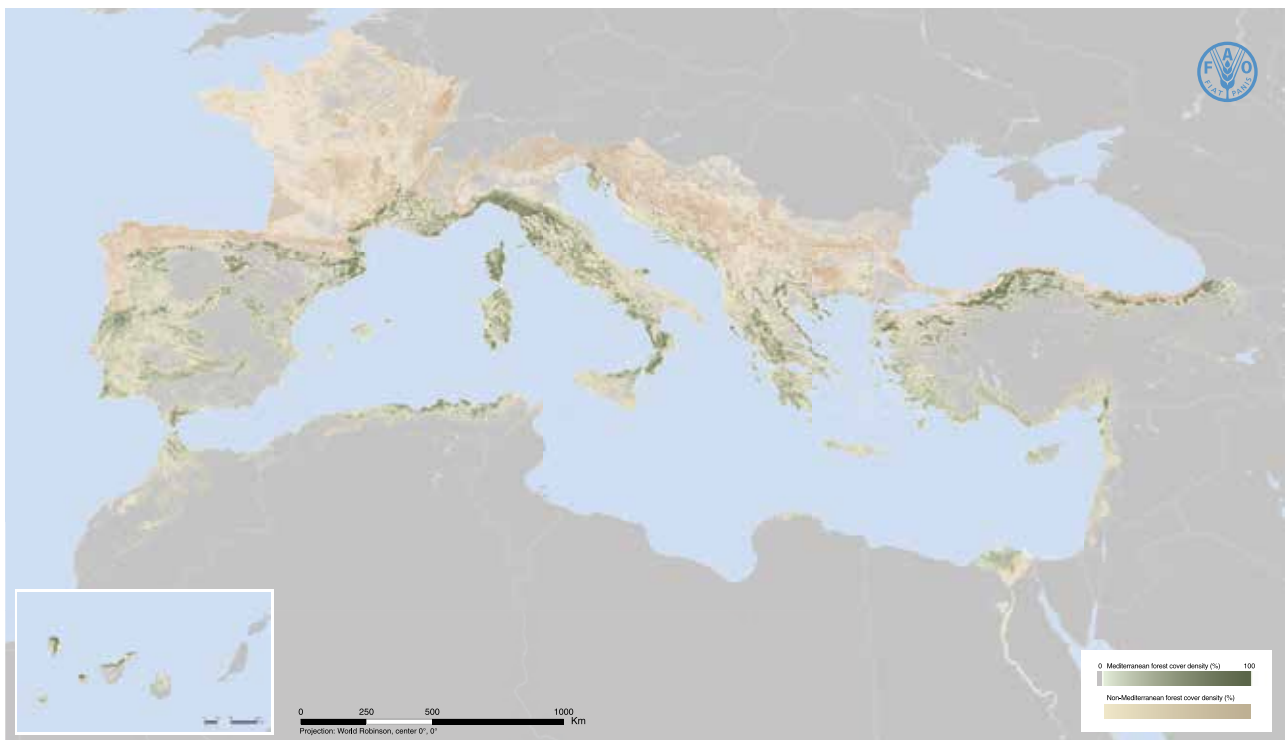 F A O
FIAT PANIS
0 Mediterranean forest cover density (%) 100
Non-Mediterranean forest cover density (%)
0 250 500 1000
Km
Projection: World Robinson, center 0°, 0°